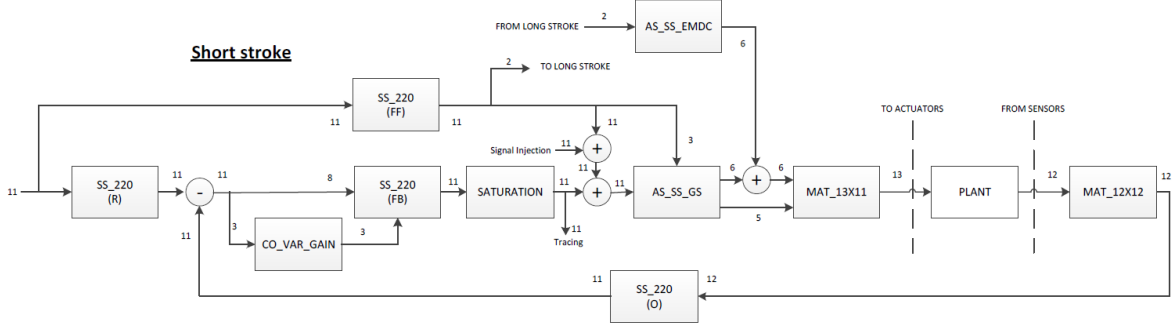 FROM LONG STROKE
2
AS_SS_EMDC
6
Short stroke
2
TO LONG STROKE
SS_220
(FF)
11
11
11
3
TO ACTUATORS
FROM SENSORS
Signal Injection
11
+
11
11
SS_220
(R)
11
-
11
8
SS_220
(FB)
11
SATURATION
11
+
11
AS_SS_GS
6
+
6
MAT_13X11
13
PLANT
12
MAT_12X12
12
5
3
CO_VAR_GAIN
3
11
Tracing
11
11
SS_220
(O)
12